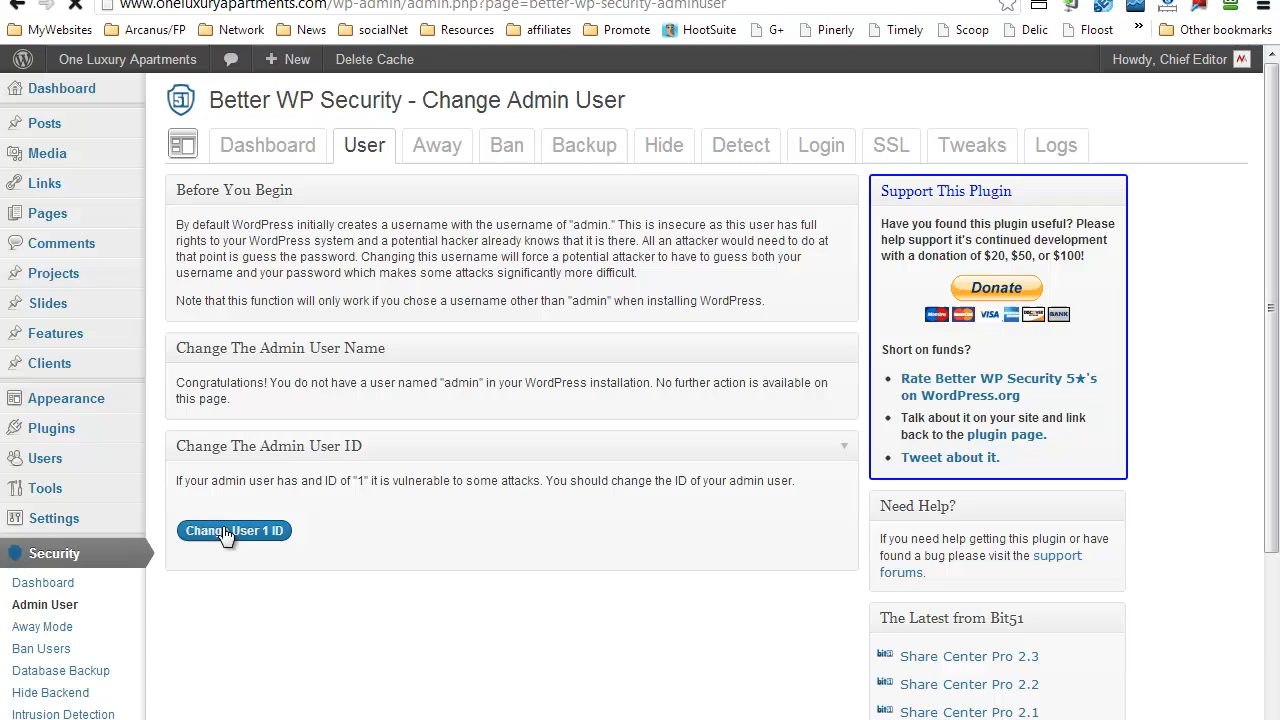 www.oneluxuryapartments.com/wp-admin/admin.php?page=better-wp-security-adminuser
MyWebsites Arcanus/FP Network News socialNet Resources affiliates Promote HootSuite G+ Pinerly Timely Scoop Delic Floost » Other bookmarks
One Luxury Apartments + New Delete Cache Howdy, Chief Editor
Dashboard
Posts
Media
Links
Pages
Comments
Projects
Slides
Features
Clients
Appearance
Plugins
Users
Tools
Settings
Security
Dashboard
Admin User
Away Mode
Ban Users
Database Backup
Hide Backend
Intrusion Detection
Better WP Security - Change Admin User
Dashboard User Away Ban Backup Hide Detect Login SSL Tweaks Logs
Before You Begin
By default WordPress initially creates a username with the username of "admin." This is insecure as this user has full
rights to your WordPress system and a potential hacker already knows that it is there. All an attacker would need to do at
that point is guess the password. Changing this username will force a potential attacker to have to guess both your
username and your password which makes some attacks significantly more difficult.
Note that this function will only work if you chose a username other than "admin" when installing WordPress.
Change The Admin User Name
Congratulations! You do not have a user named "admin" in your WordPress installation. No further action is available on
this page.
Change The Admin User ID
If your admin user has and ID of "1" it is vulnerable to some attacks. You should change the ID of your admin user.
Change User 1 ID
Support This Plugin
Have you found this plugin useful? Please
help support it's continued development
with a donation of $20, $50, or $100!
Donate
VISA BANK
Short on funds?
• Rate Better WP Security 5★'s
on WordPress.org
• Talk about it on your site and link
back to the plugin page.
• Tweet about it.
Need Help?
If you need help getting this plugin or have
found a bug please visit the support
forums.
The Latest from Bit51
bit51 Share Center Pro 2.3
bit51 Share Center Pro 2.2
bit51 Share Center Pro 2.1